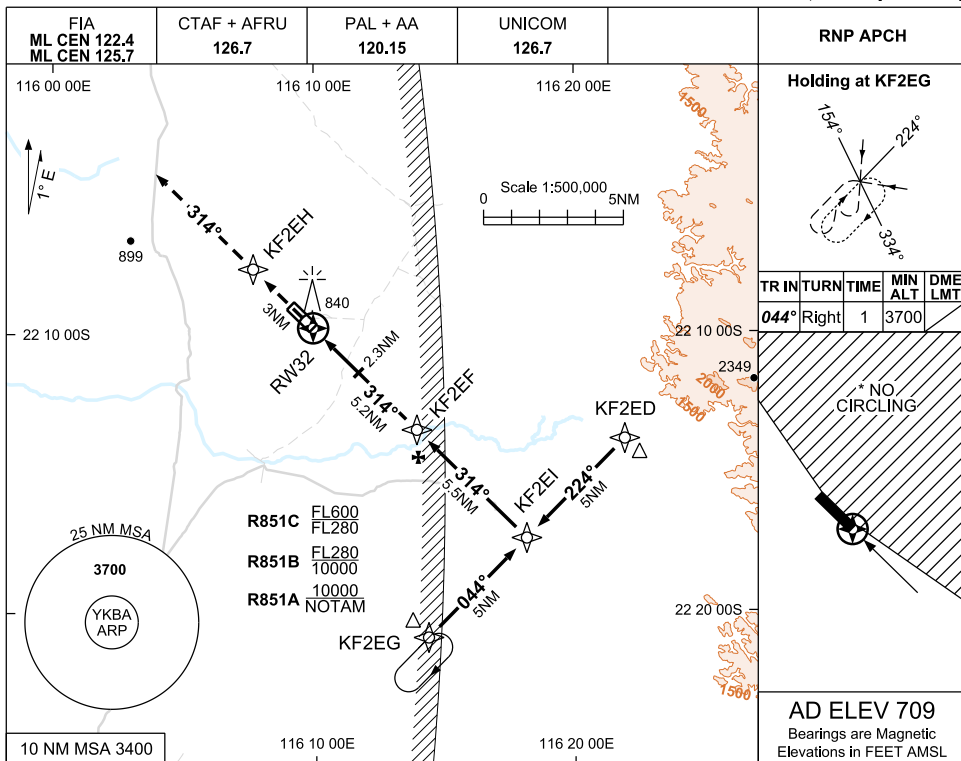 FIA
ML CEN 122.4
ML CEN 125.7
CTAF + AFRU
126.7
PAL + AA
120.15
UNICOM
126.7
RNP APCH
116 00 00E
116 10 00E
116 20 00E
1° E
899
314°
KF2EH
3NM
840
RW32
2.3NM
314°
5.2NM
KF2EF
314°
5.5NM
KF2EI
KF2ED
224°
5NM
044°
5NM
KF2EG
Scale 1:500,000
0
5NM
1500
2349
2000
1500
1500
22 10 00S
22 10 00S
22 20 00S
R851C FL600
FL280
R851B FL280
10000
R851A 10000
NOTAM
25 NM MSA
3700
YKBA
ARP
10 NM MSA 3400
116 10 00E
116 20 00E
Holding at KF2EG
154°
224°
334°
TR IN TURN TIME MIN ALT DME LMT
044° Right 1 3700
* NO
CIRCLING
AD ELEV 709
Bearings are Magnetic
Elevations in FEET AMSL